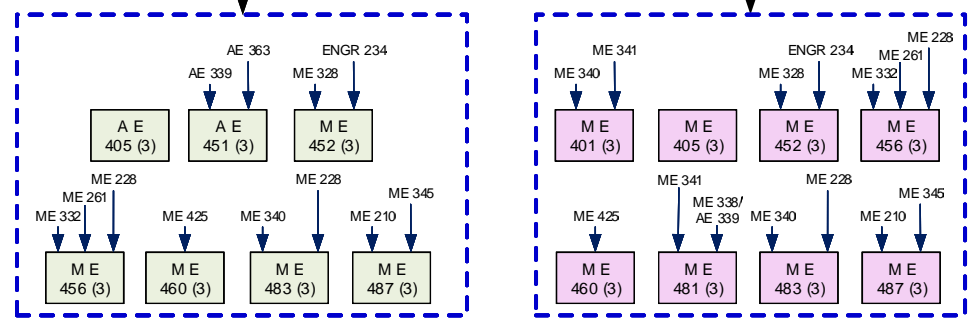 AE 363
AE 339
ENGR 234
ME 328
A E
405 (3)
A E
451 (3)
M E
452 (3)
ME 228
ME 261
ME 332
ME 425
ME 340
ME 228
ME 210
ME 345
M E
456 (3)
M E
460 (3)
M E
483 (3)
M E
487 (3)
ME 341
ME 340
ENGR 234
ME 328
ME 228
ME 261
ME 332
M E
401 (3)
M E
405 (3)
M E
452 (3)
M E
456 (3)
ME 425
ME 341
ME 338/
AE 339
ME 340
ME 228
ME 210
ME 345
M E
460 (3)
M E
481 (3)
M E
483 (3)
M E
487 (3)